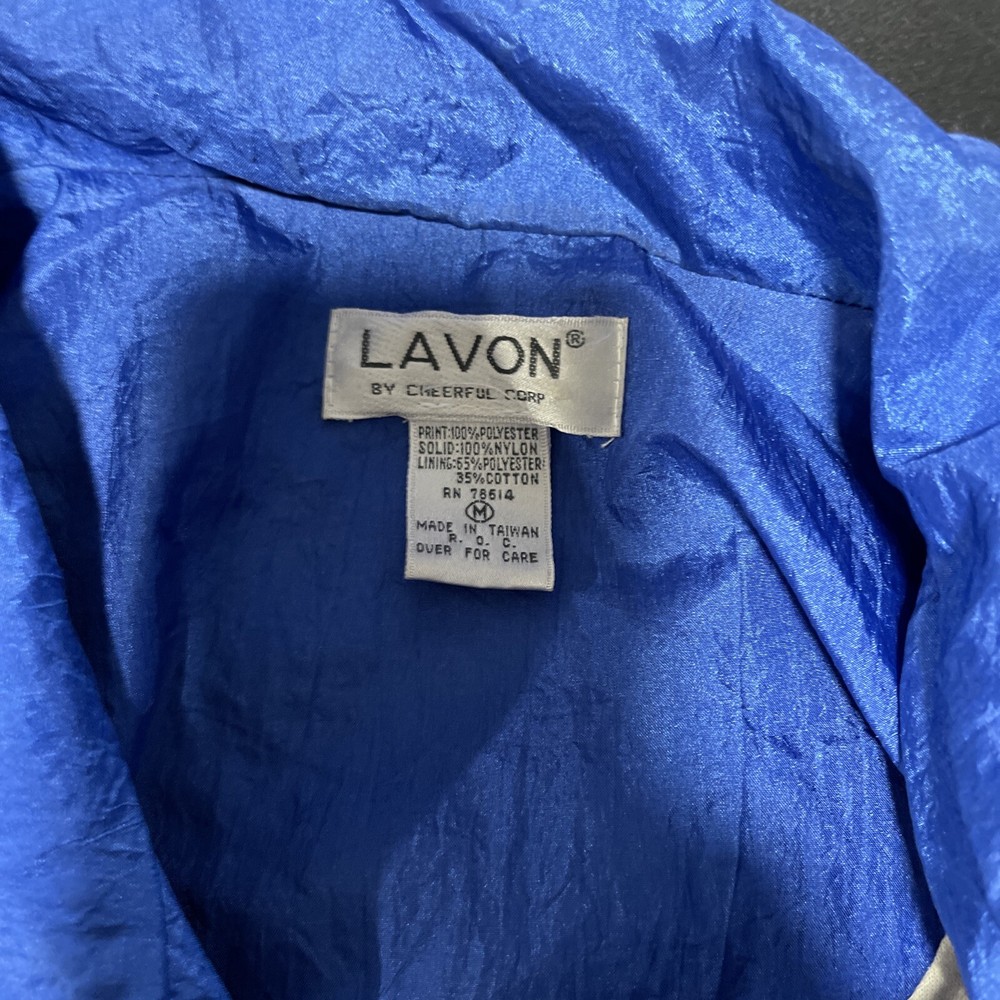 LAVON®
BY CHEERFUL CORP
PRINT:100%POLYESTER
SOLID:100%NYLON
LINING:65%POLYESTER
35%COTTON
RN 78614
M
MADE IN TAIWAN
R. O. C.
OVER FOR CARE